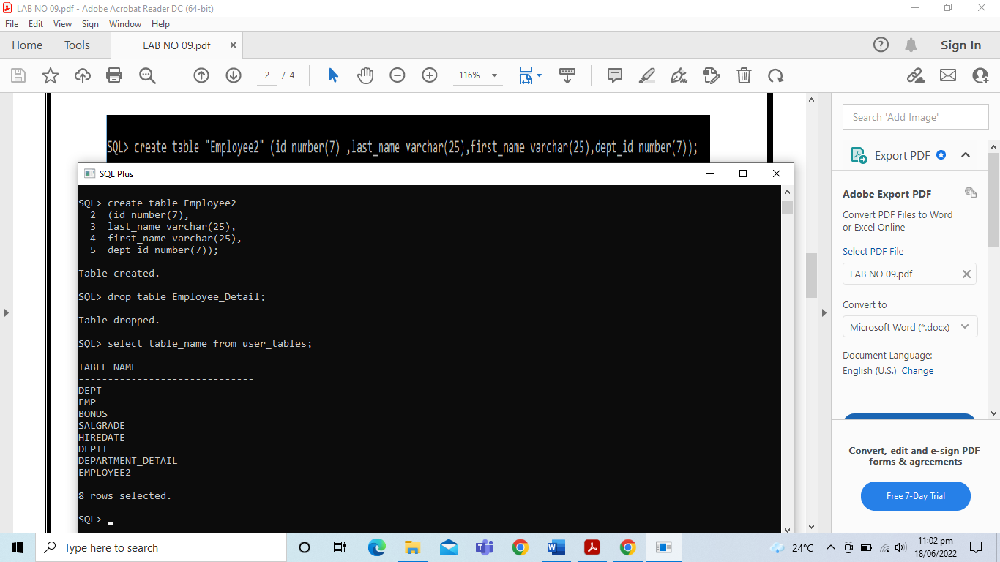 LAB NO 09.pdf - Adobe Acrobat Reader DC (64-bit)
File Edit View Sign Window Help
Home Tools LAB NO 09.pdf × Sign In
2 / 4 116%
SQL> create table "Employee2" (id number(7) ,last_name varchar(25),first_name varchar(25),dept_id number(7));
SQL Plus
SQL> create table Employee2
2 (id number(7),
3 last_name varchar(25),
4 first_name varchar(25),
5 dept_id number(7));
Table created.
SQL> drop table Employee_Detail;
Table dropped.
SQL> select table_name from user_tables;
TABLE_NAME
------------------------------
DEPT
EMP
BONUS
SALGRADE
HIREDATE
DEPTT
DEPARTMENT_DETAIL
EMPLOYEE2
8 rows selected.
SQL>
Search 'Add Image'
Export PDF
Adobe Export PDF
Convert PDF Files to Word
or Excel Online
Select PDF File
LAB NO 09.pdf
Convert to
Microsoft Word (*.docx)
Document Language:
English (U.S.) Change
Convert, edit and e-sign PDF
forms & agreements
Free 7-Day Trial
Type here to search
24°C
11:02 pm
18/06/2022